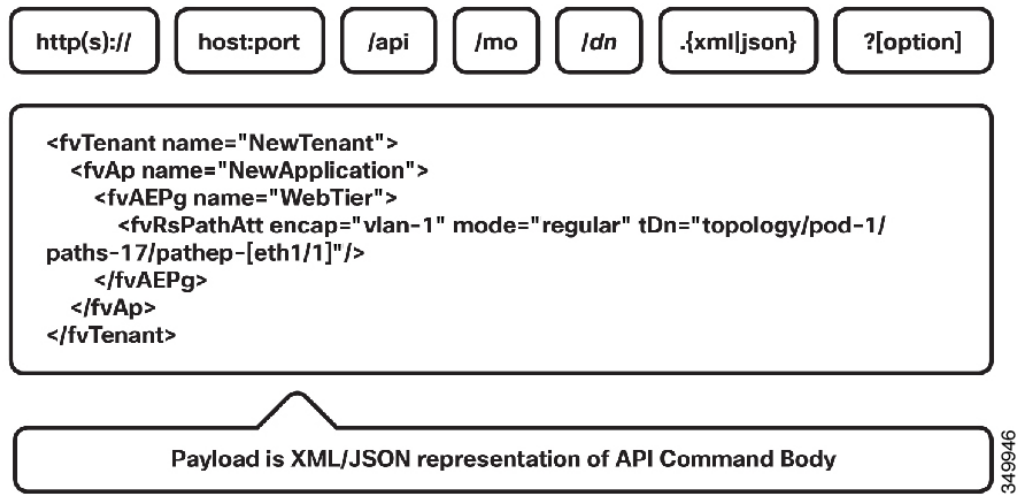 http(s):// host:port /api /mo /dn .{xml|json} ?[option]
<fvTenant name="NewTenant">
<fvAp name="NewApplication">
<fvAEPg name="WebTier">
<fvRsPathAtt encap="vlan-1" mode="regular" tDn="topology/pod-1/
paths-17/pathep-[eth1/1]"/>
</fvAEPg>
</fvAp>
</fvTenant>
Payload is XML/JSON representation of API Command Body
349946